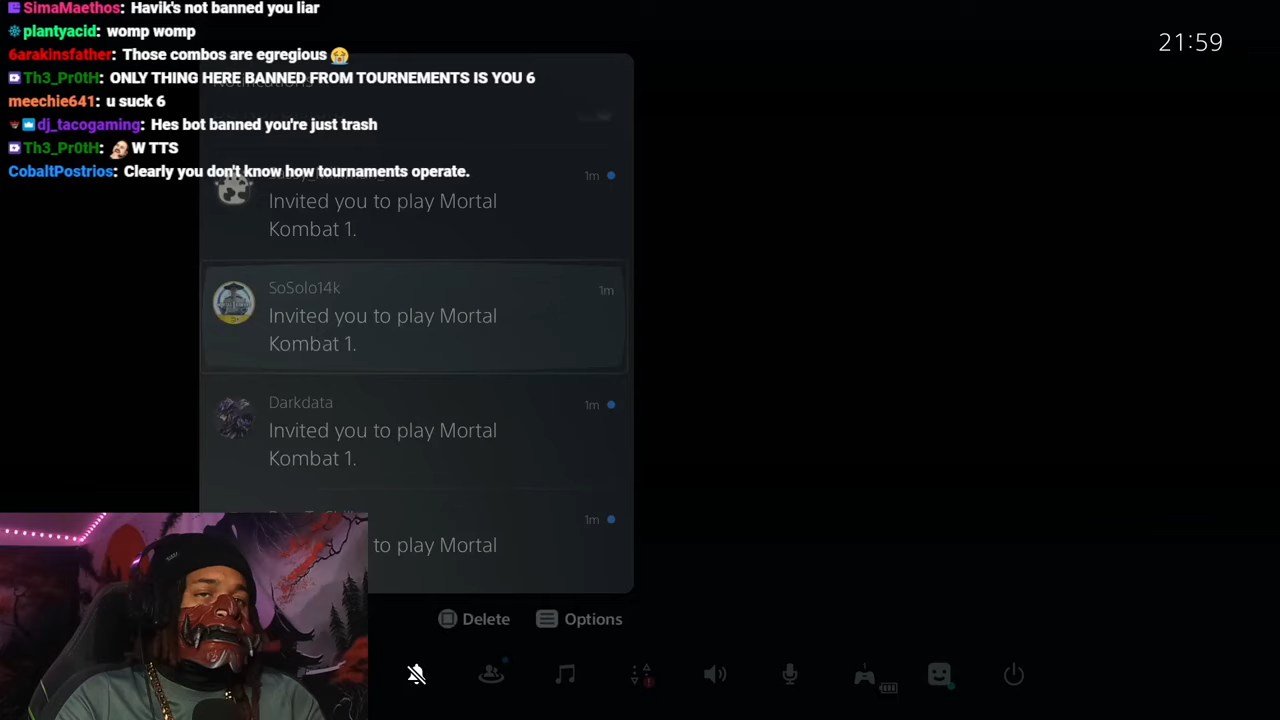 SimaMaethos: Havik's not banned you liar
plantyacid: womp womp
6arakinsfather: Those combos are egregious 😭
Th3_Pr0tH: ONLY THING HERE BANNED FROM TOURNEMENTS IS YOU 6
meechie641: u suck 6
dj_tacogaming: Hes bot banned you're just trash
Th3_Pr0tH: W TTS
CobaltPostrios: Clearly you don't know how tournaments operate.
21:59
Notifications
1m
Invited you to play Mortal
Kombat 1.
SoSolo14k 1m
Invited you to play Mortal
Kombat 1.
Darkdata 1m
Invited you to play Mortal
Kombat 1.
1m
to play Mortal
Delete Options